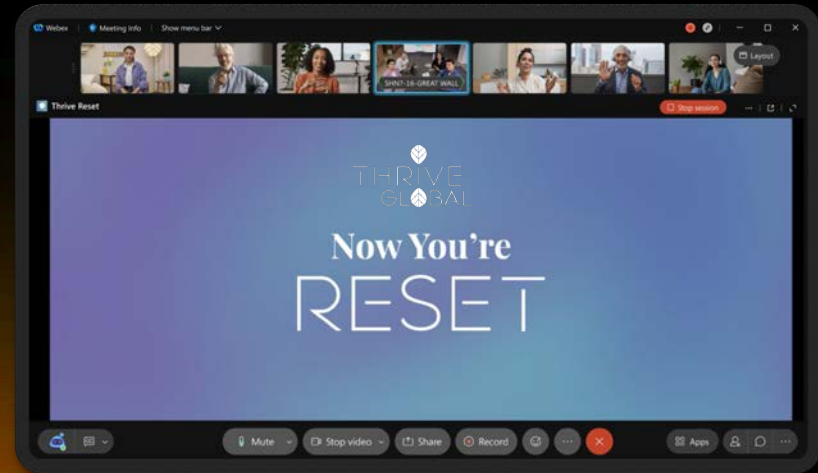 Webex Meeting Info Show menu bar
Layout
SHN7-16-GREAT WALL
Thrive Reset
Stop session
THRIVE
GLOBAL
Now You're
RESET
Mute Stop video Share Record Apps